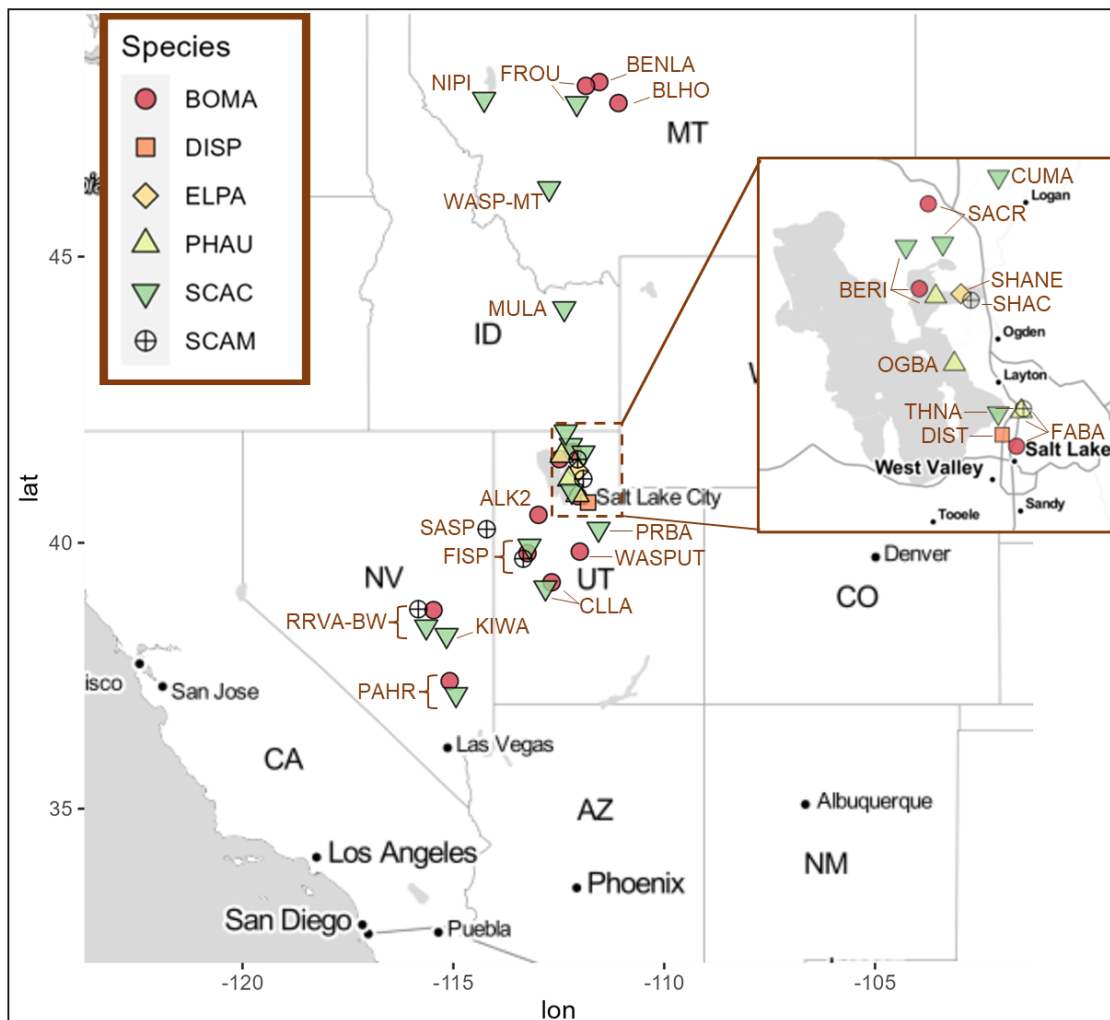 Species
BOMA
DISP
ELPA
PHAU
SCAC
SCAM
NIPI
FROU
BENLA
BLHO
MT
WASP-MT
45
MULA
ID
CUMA
Logan
SACR
BERI
SHANE
SHAC
Ogden
OGBA
Layton
THNA
DIST
FABA
Salt Lake
West Valley
Sandy
Tooele
Salt Lake City
ALK2
SASP
PRBA
40
FISP
WASPUT
Denver
NV
UT
CO
CLLA
RRVA-BW
KIWA
isco
San Jose
PAHR
Las Vegas
CA
35
AZ
Albuquerque
Los Angeles
NM
Phoenix
San Diego
Puebla
-120
-115
-110
-105
lon
lat